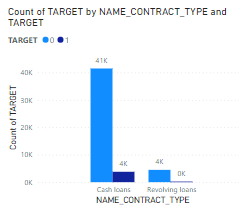 Count of TARGET by NAME_CONTRACT_TYPE and
TARGET
TARGET 0 1
41K
40K
30K
20K
10K
4K
4K
0K
0K
Cash loans Revolving loans
Count of TARGET
NAME_CONTRACT_TYPE